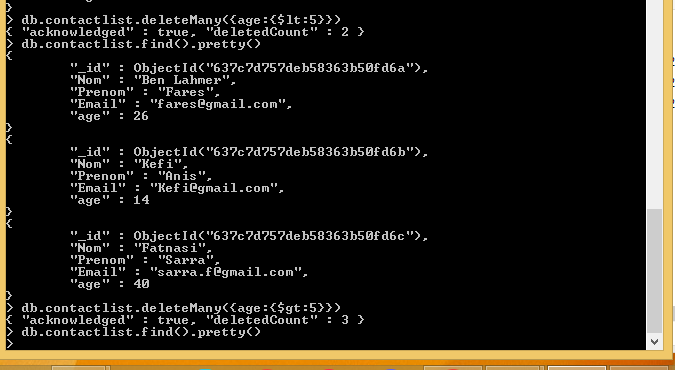 }
> db.contactlist.deleteMany({age:{$lt:5}})
{ "acknowledged" : true, "deletedCount" : 2 }
> db.contactlist.find().pretty()
{
        "_id" : ObjectId("637c7d757deb58363b50fd6a"),
        "Nom" : "Ben Lahmer",
        "Prenom" : "Fares",
        "Email" : "fares@gmail.com",
        "age" : 26
}
{
        "_id" : ObjectId("637c7d757deb58363b50fd6b"),
        "Nom" : "Kefi",
        "Prenom" : "Anis",
        "Email" : "Kefi@gmail.com",
        "age" : 14
}
{
        "_id" : ObjectId("637c7d757deb58363b50fd6c"),
        "Nom" : "Fatnasi",
        "Prenom" : "Sarra",
        "Email" : "sarra.f@gmail.com",
        "age" : 40
}
> db.contactlist.deleteMany({age:{$gt:5}})
{ "acknowledged" : true, "deletedCount" : 3 }
> db.contactlist.find().pretty()
>